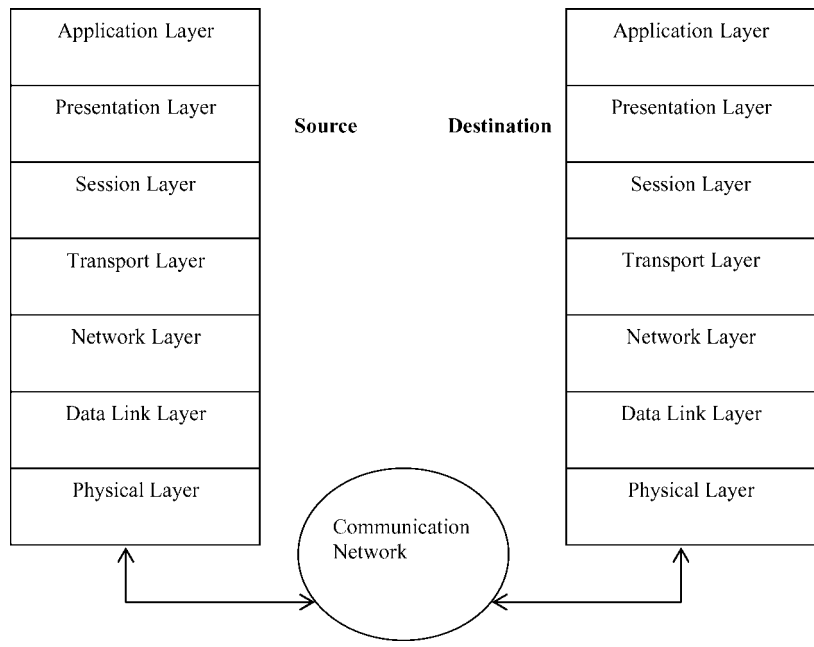 Application Layer
Presentation Layer
Session Layer
Transport Layer
Network Layer
Data Link Layer
Physical Layer
Source
Destination
Communication
Network
Application Layer
Presentation Layer
Session Layer
Transport Layer
Network Layer
Data Link Layer
Physical Layer